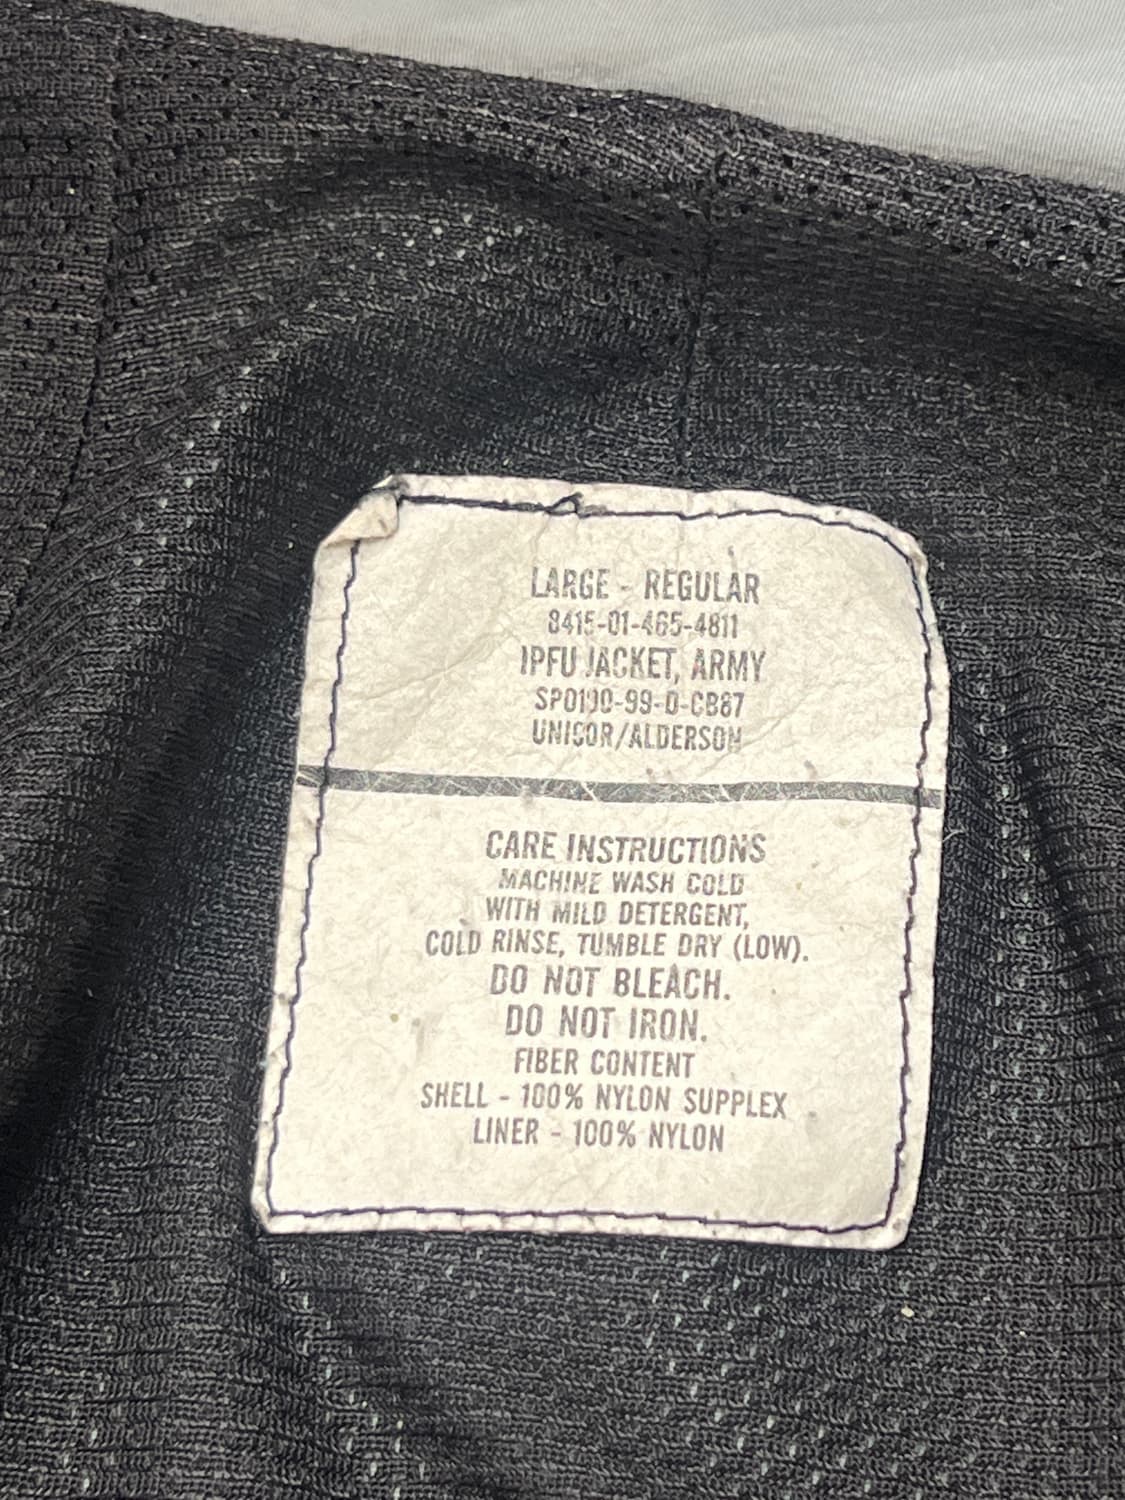 LARGE - REGULAR
8415-01-465-4811
IPFU JACKET, ARMY
SP0190-99-D-CB87
UNICOR/ALDERSON
CARE INSTRUCTIONS
MACHINE WASH COLD
WITH MILD DETERGENT,
COLD RINSE, TUMBLE DRY (LOW).
DO NOT BLEACH.
DO NOT IRON.
FIBER CONTENT
SHELL - 100% NYLON SUPPLEX
LINER - 100% NYLON